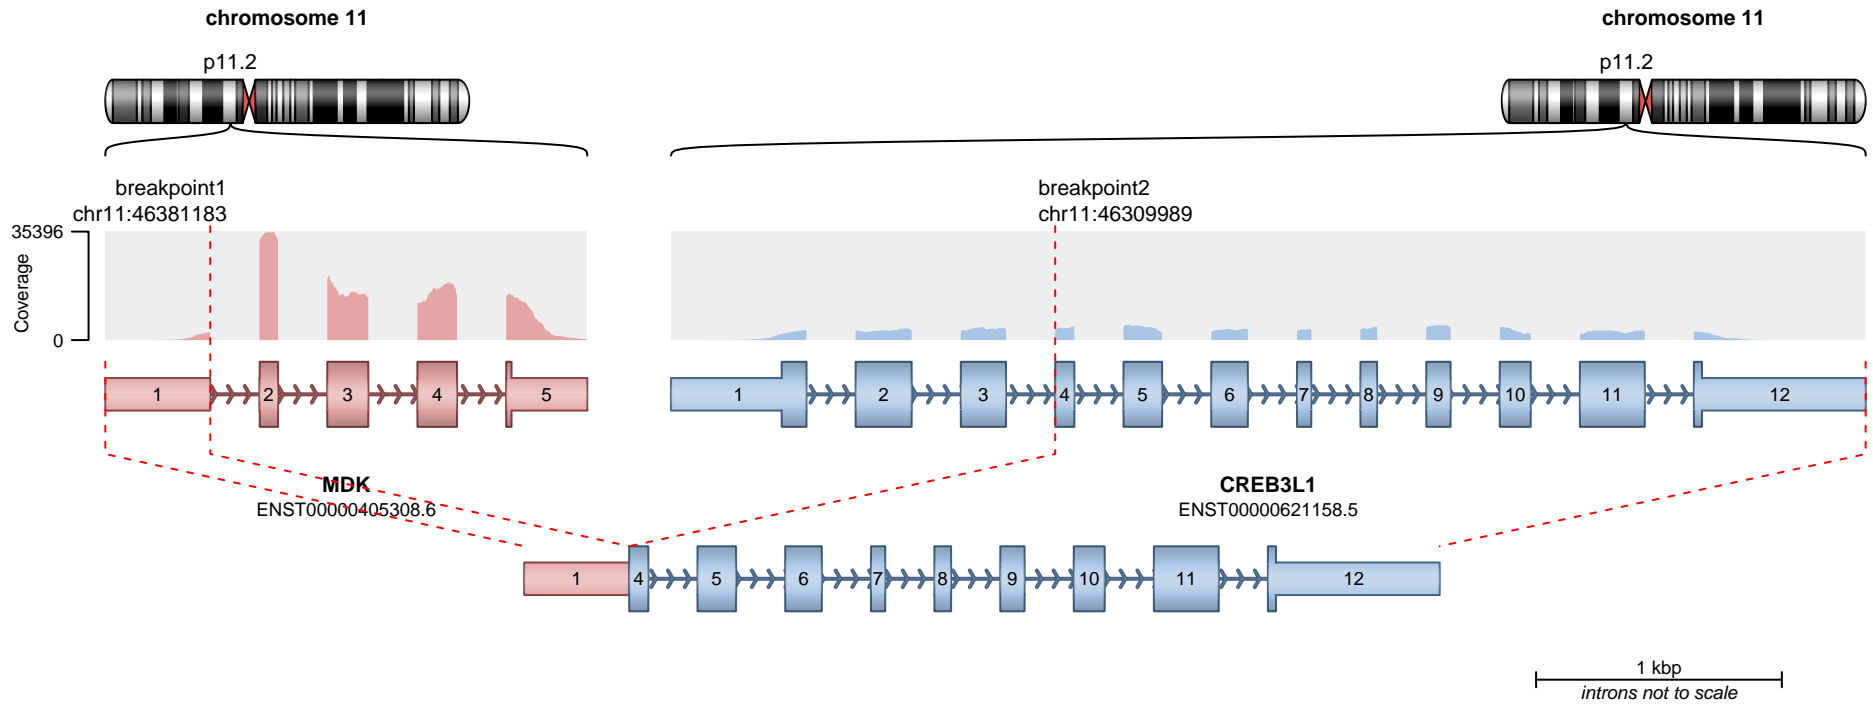 chromosome 11
chromosome 11
p11.2
p11.2
breakpoint1
chr11:46381183
breakpoint2
chr11:46309989
35396
Coverage
0
1 2 3 4 5
1 2 3 4 5 6 7 8 9 10 11 12
MDK
ENST00000405308.6
CREB3L1
ENST00000621158.5
1 4 5 6 7 8 9 10 11 12
1 kbp
introns not to scale